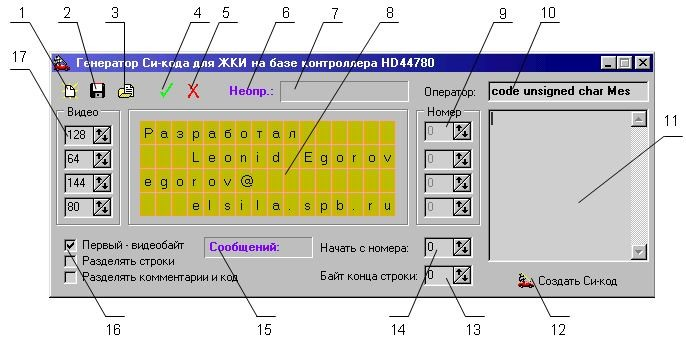 1 2 3 4 5 6 7 8 9 10
17
Генератор Си-кода для ЖКИ на базе контроллера HD44780
Неопр.: Оператор: code unsigned char Mes
Видео Номер
128 Разработал 0
11
64 Leonid Egorov 0
144 egorov@ 0
80 elsila.spb.ru 0
Первый - видеобайт Сообщений: Начать с номера: 0
Разделять строки
Разделять комментарии и код Байт конца строки: 0 Создать Си-код
16 15 14 13 12